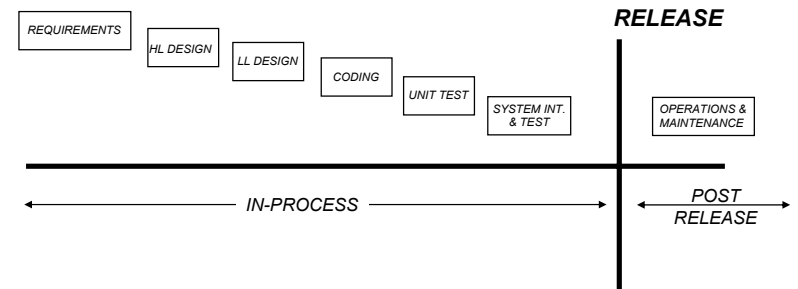 RELEASE
REQUIREMENTS
HL DESIGN
LL DESIGN
CODING
UNIT TEST
SYSTEM INT.
& TEST
OPERATIONS &
MAINTENANCE
IN-PROCESS
POST
RELEASE